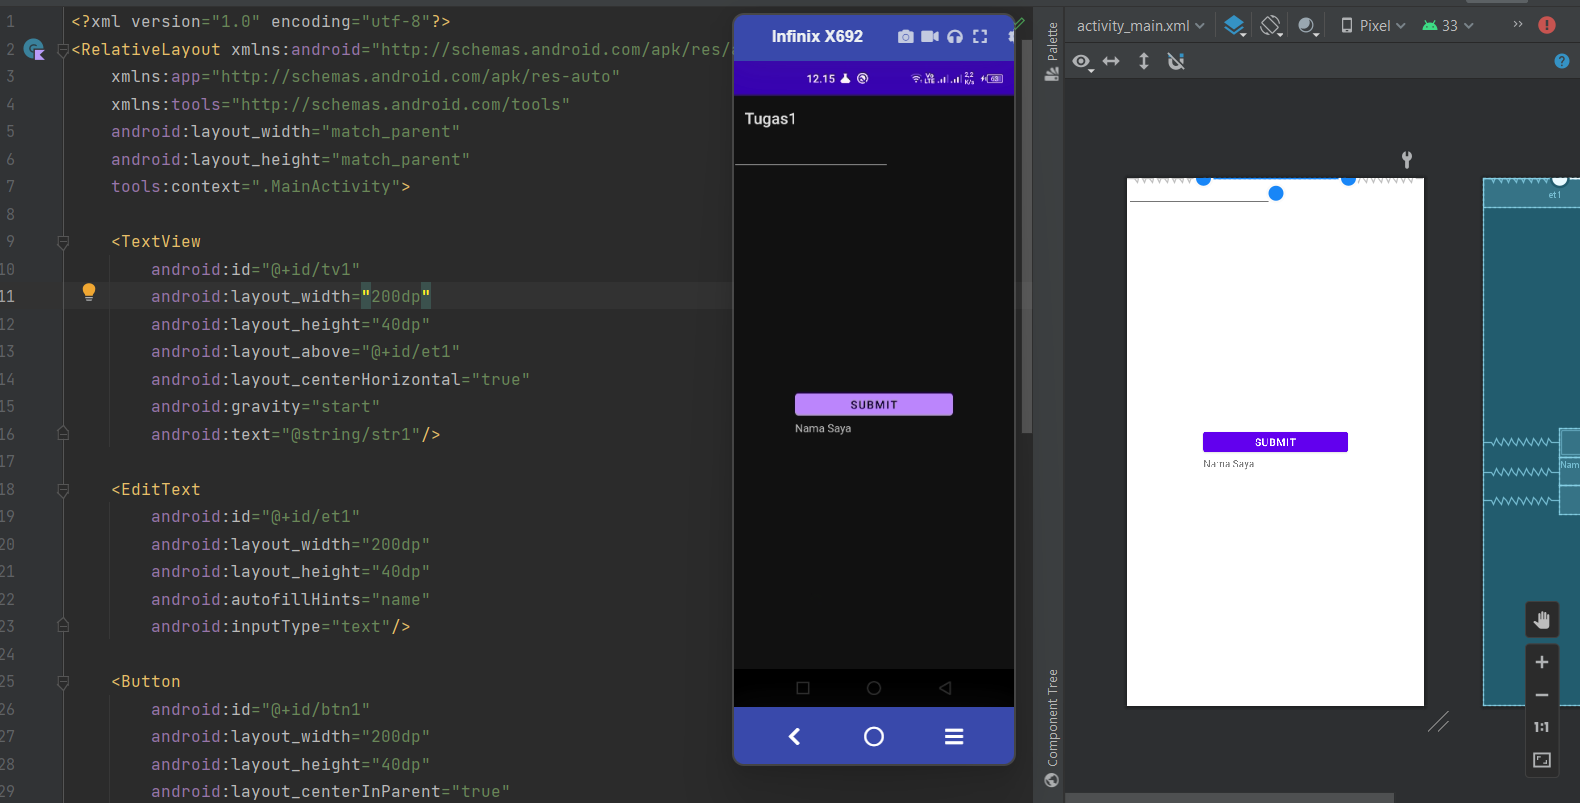 1 <?xml version="1.0" encoding="utf-8"?>
2 <RelativeLayout xmlns:android="http://schemas.android.com/apk/res/
3 xmlns:app="http://schemas.android.com/apk/res-auto"
4 xmlns:tools="http://schemas.android.com/tools"
5 android:layout_width="match_parent"
6 android:layout_height="match_parent"
7 tools:context=".MainActivity">
8
9 <TextView
10 android:id="@+id/tv1"
11 android:layout_width="200dp"
12 android:layout_height="40dp"
13 android:layout_above="@+id/et1"
14 android:layout_centerHorizontal="true"
15 android:gravity="start"
16 android:text="@string/str1"/>
17
18 <EditText
19 android:id="@+id/et1"
20 android:layout_width="200dp"
21 android:layout_height="40dp"
22 android:autofillHints="name"
23 android:inputType="text"/>
24
25 <Button
26 android:id="@+id/btn1"
27 android:layout_width="200dp"
28 android:layout_height="40dp"
29 android:layout_centerInParent="true"
Infinix X692
12.15
Tugas1
SUBMIT
Nama Saya
Palette
Component Tree
activity_main.xml
Pixel
33
SUBMIT
Nama Saya
et1
Nam
1:1